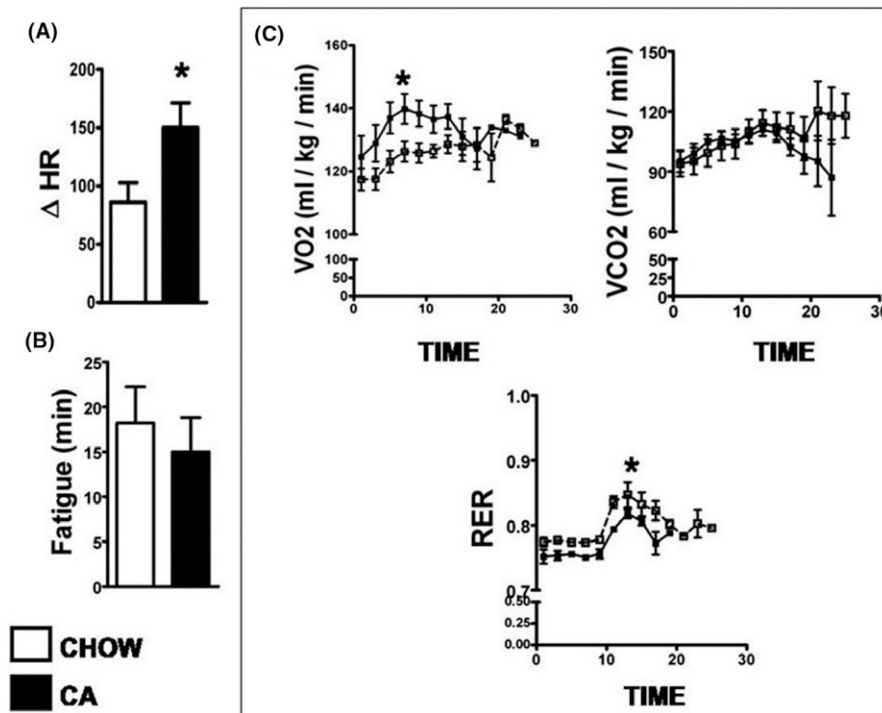 (A)
*
200
150
100
50
0
Δ HR
(B)
25
20
15
10
5
0
Fatigue (min)
CHOW
CA
(C)
*
160
140
120
100
100
50
0
VO2 (ml / kg / min)
0 10 20 30
TIME
150
120
90
60
50
25
0
VCO2 (ml / kg / min)
0 10 20 30
TIME
*
1.0
0.9
0.8
0.7
0.50
0.25
0.00
RER
0 10 20 30
TIME